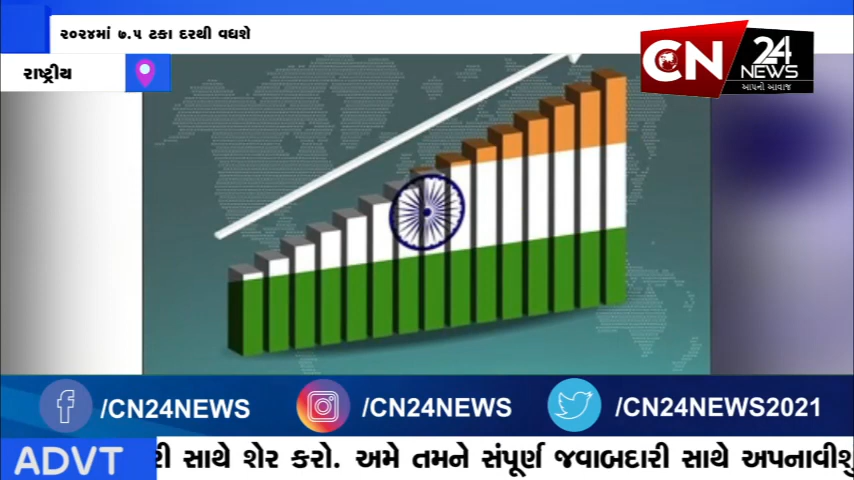 ૨૦૨૪માં ૭.૫ ટકા દરથી વધશે
રાષ્ટ્રીય
CN 24 NEWS
આપનો અવાજ
/CN24NEWS
/CN24NEWS
/CN24NEWS2021
ADVT
રી સાથે શેર કરો. અમે તમને સંપૂર્ણ જવાબદારી સાથે અપનાવીશુ